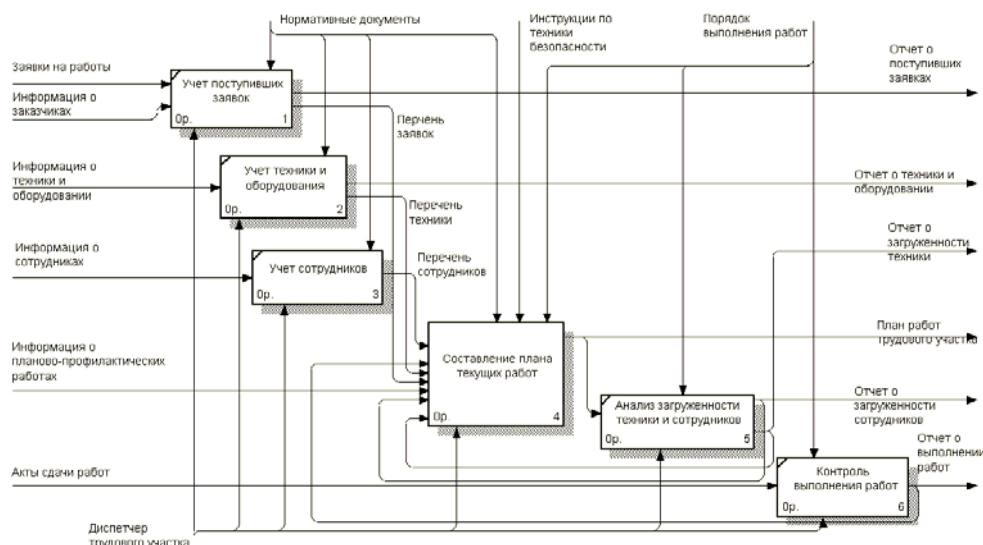 Нормативные документы
Инструкции по
техники
безопасности
Порядок
выполнения работ
Отчет о
поступивших
заявках
Заявки на работы
Информация о
заказчиках
Учет поступивших
заявок
0р.
1
Перчень
заявок
Информация о
техники и
оборудовании
Учет техники и
оборудования
0р.
2
Отчет о техники и
оборудовании
Перечень
техники
Отчет о
загруженности
техники
Информация о
сотрудниках
Учет сотрудников
0р.
3
Перечень
сотрудников
План работ
трудового участка
Информация о
планово-профилактических
работах
Составление плана
текущих работ
0р.
4
Отчет о
загруженности
сотрудников
Анализ загруженности
техники и сотрудников
0р.
5
Отчет о
выполнении
работ
Акты сдачи работ
Контроль
выполнения работ
0р.
6
Диспетчер
трудового участка